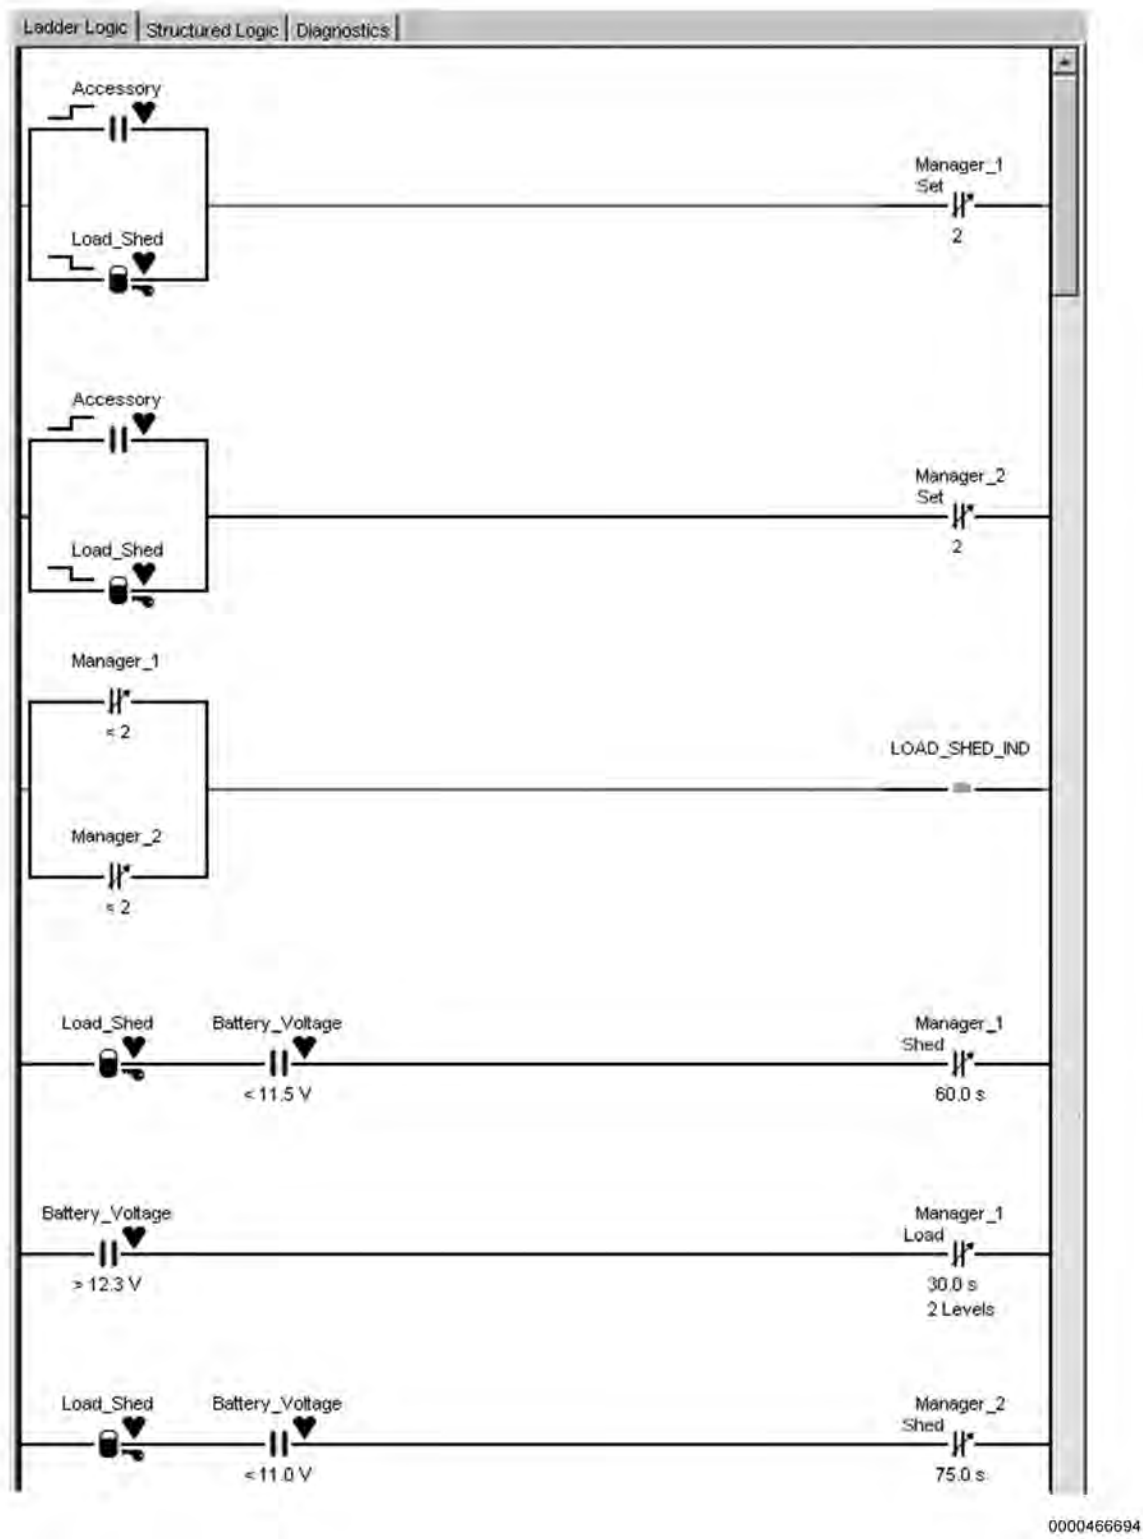 Ladder Logic Structured Logic Diagnostics
Accessory
Manager_1
Set
2
Load_Shed
Accessory
Manager_2
Set
2
Load_Shed
Manager_1
< 2
LOAD_SHED_IND
Manager_2
< 2
Load_Shed Battery_Voltage Manager_1
Shed
< 11.5 V 60.0 s
Battery_Voltage Manager_1
Load
> 12.3 V 30.0 s
2 Levels
Load_Shed Battery_Voltage Manager_2
Shed
< 11.0 V 75.0 s
0000466694